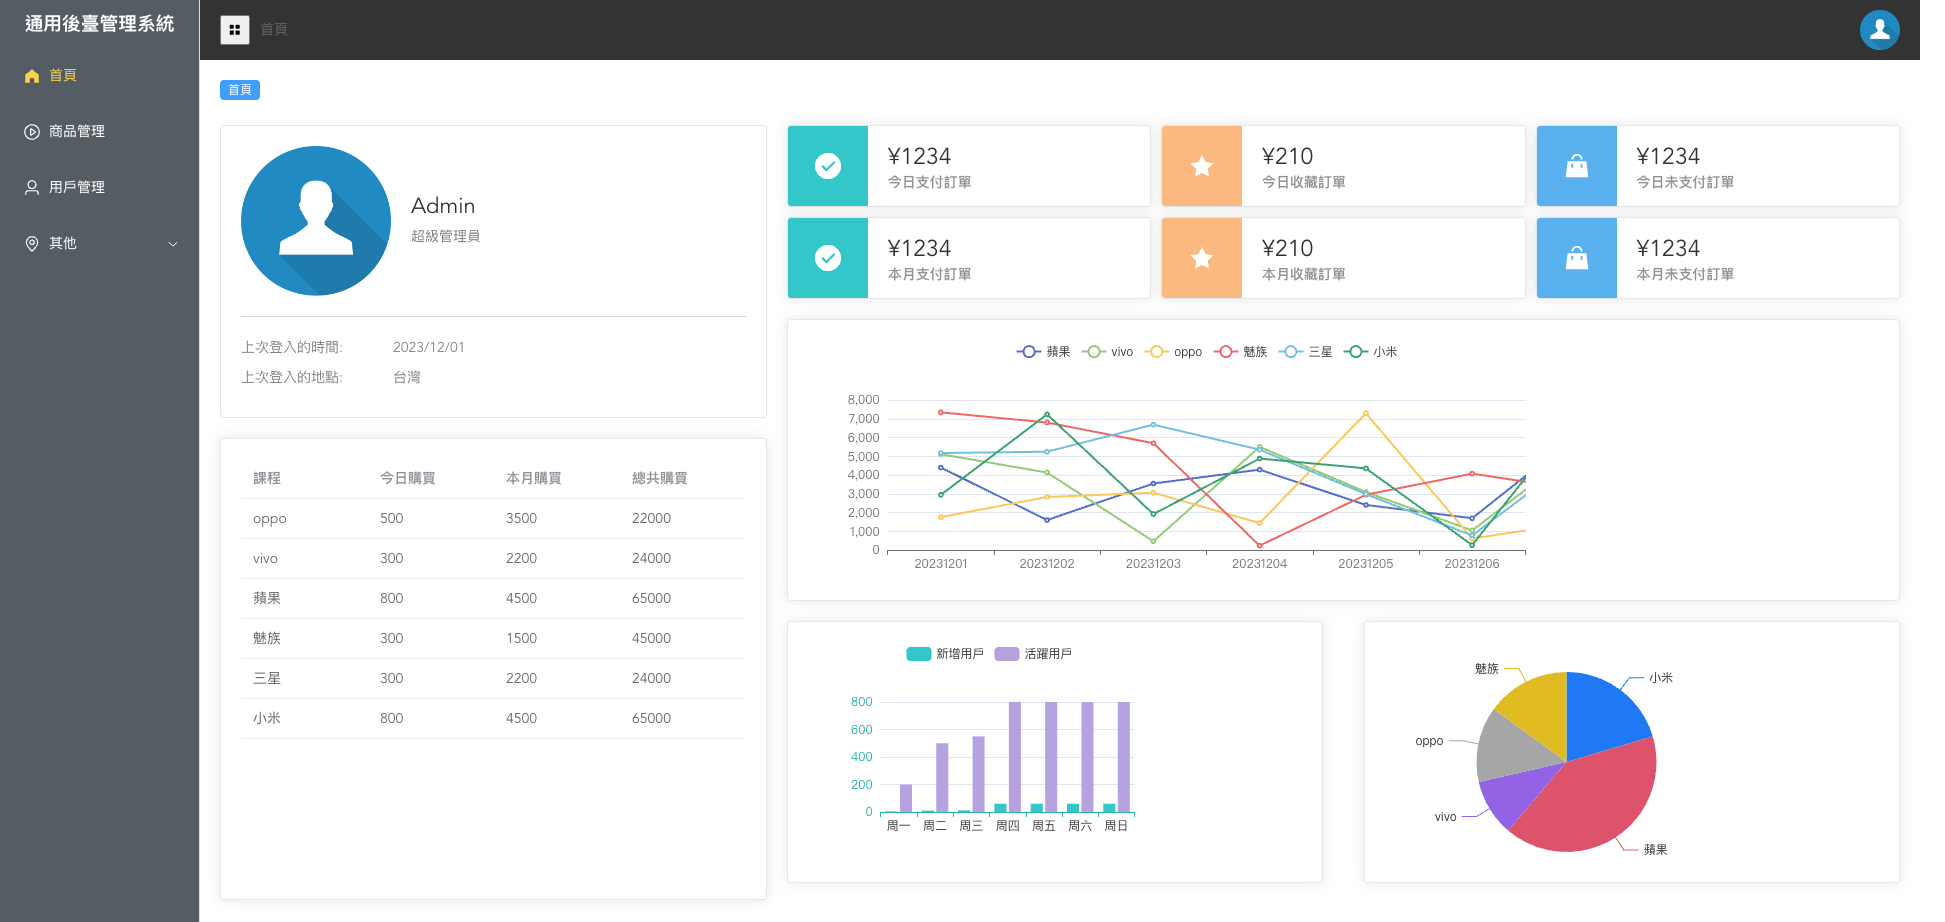 通用後臺管理系統
首頁
商品管理
用戶管理
其他
首頁
首頁
Admin
超級管理員
上次登入的時間: 2023/12/01
上次登入的地點: 台灣
課程 今日購買 本月購買 總共購買
oppo 500 3500 22000
vivo 300 2200 24000
蘋果 800 4500 65000
魅族 300 1500 45000
三星 300 2200 24000
小米 800 4500 65000
¥1234
今日支付訂單
¥210
今日收藏訂單
¥1234
今日未支付訂單
¥1234
本月支付訂單
¥210
本月收藏訂單
¥1234
本月未支付訂單
蘋果 vivo oppo 魅族 三星 小米
8,000
7,000
6,000
5,000
4,000
3,000
2,000
1,000
0
20231201 20231202 20231203 20231204 20231205 20231206
新增用戶 活躍用戶
800
600
400
200
0
周一 周二 周三 周四 周五 周六 周日
魅族
小米
oppo
vivo
蘋果